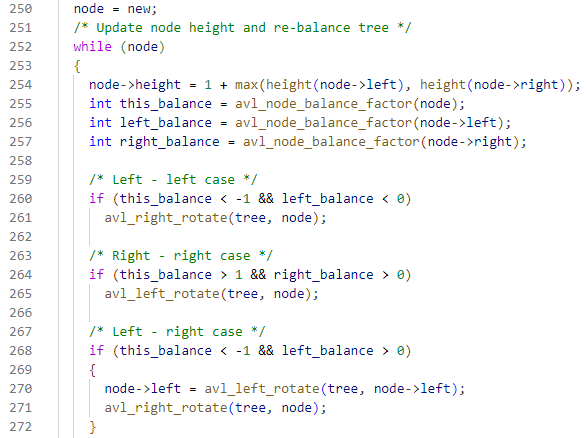 250 node = new;
251 /* Update node height and re-balance tree */
252 while (node)
253 {
254   node->height = 1 + max(height(node->left), height(node->right));
255   int this_balance = avl_node_balance_factor(node);
256   int left_balance = avl_node_balance_factor(node->left);
257   int right_balance = avl_node_balance_factor(node->right);
258
259   /* Left - left case */
260   if (this_balance < -1 && left_balance < 0)
261     avl_right_rotate(tree, node);
262
263   /* Right - right case */
264   if (this_balance > 1 && right_balance > 0)
265     avl_left_rotate(tree, node);
266
267   /* Left - right case */
268   if (this_balance < -1 && left_balance > 0)
269   {
270     node->left = avl_left_rotate(tree, node->left);
271     avl_right_rotate(tree, node);
272   }